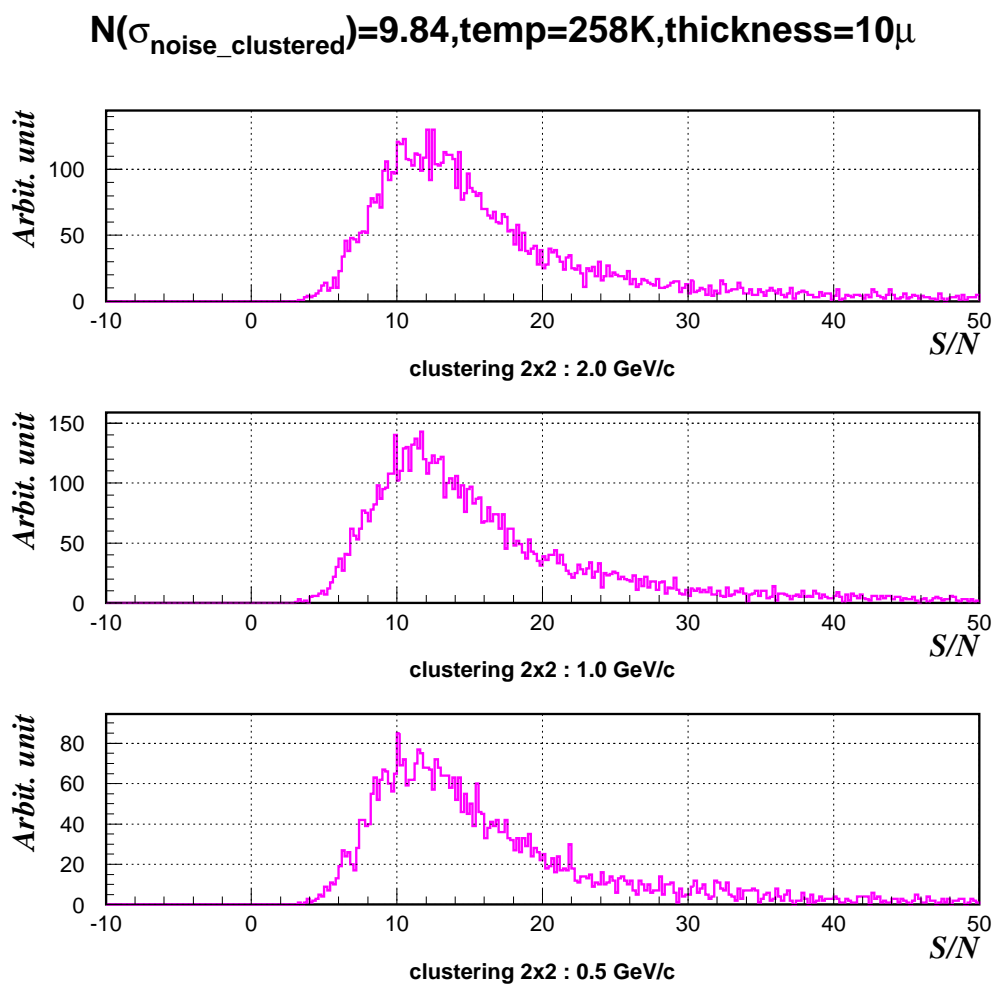 N(σnoise_clustered)=9.84,temp=258K,thickness=10μ
Arbit. unit
100
50
0
-10 0 10 20 30 40 50
S/N
clustering 2x2 : 2.0 GeV/c
Arbit. unit
150
100
50
0
-10 0 10 20 30 40 50
S/N
clustering 2x2 : 1.0 GeV/c
Arbit. unit
80
60
40
20
0
-10 0 10 20 30 40 50
S/N
clustering 2x2 : 0.5 GeV/c